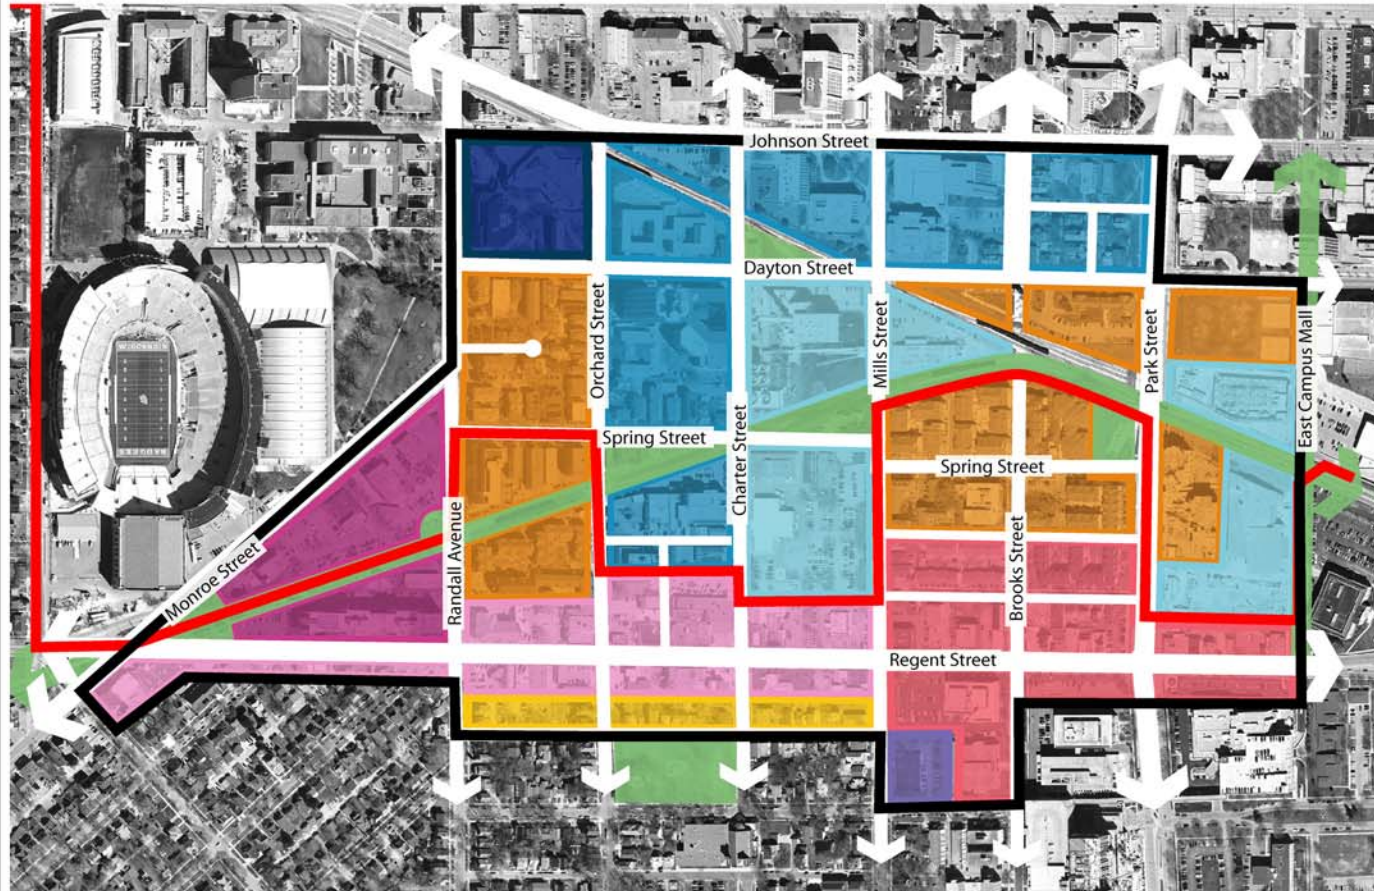 Johnson Street
Dayton Street
Orchard Street
Mills Street
Park Street
East Campus Mall
WISCONSIN
Spring Street
Charter Street
Spring Street
Randall Avenue
Monroe Street
Brooks Street
Regent Street